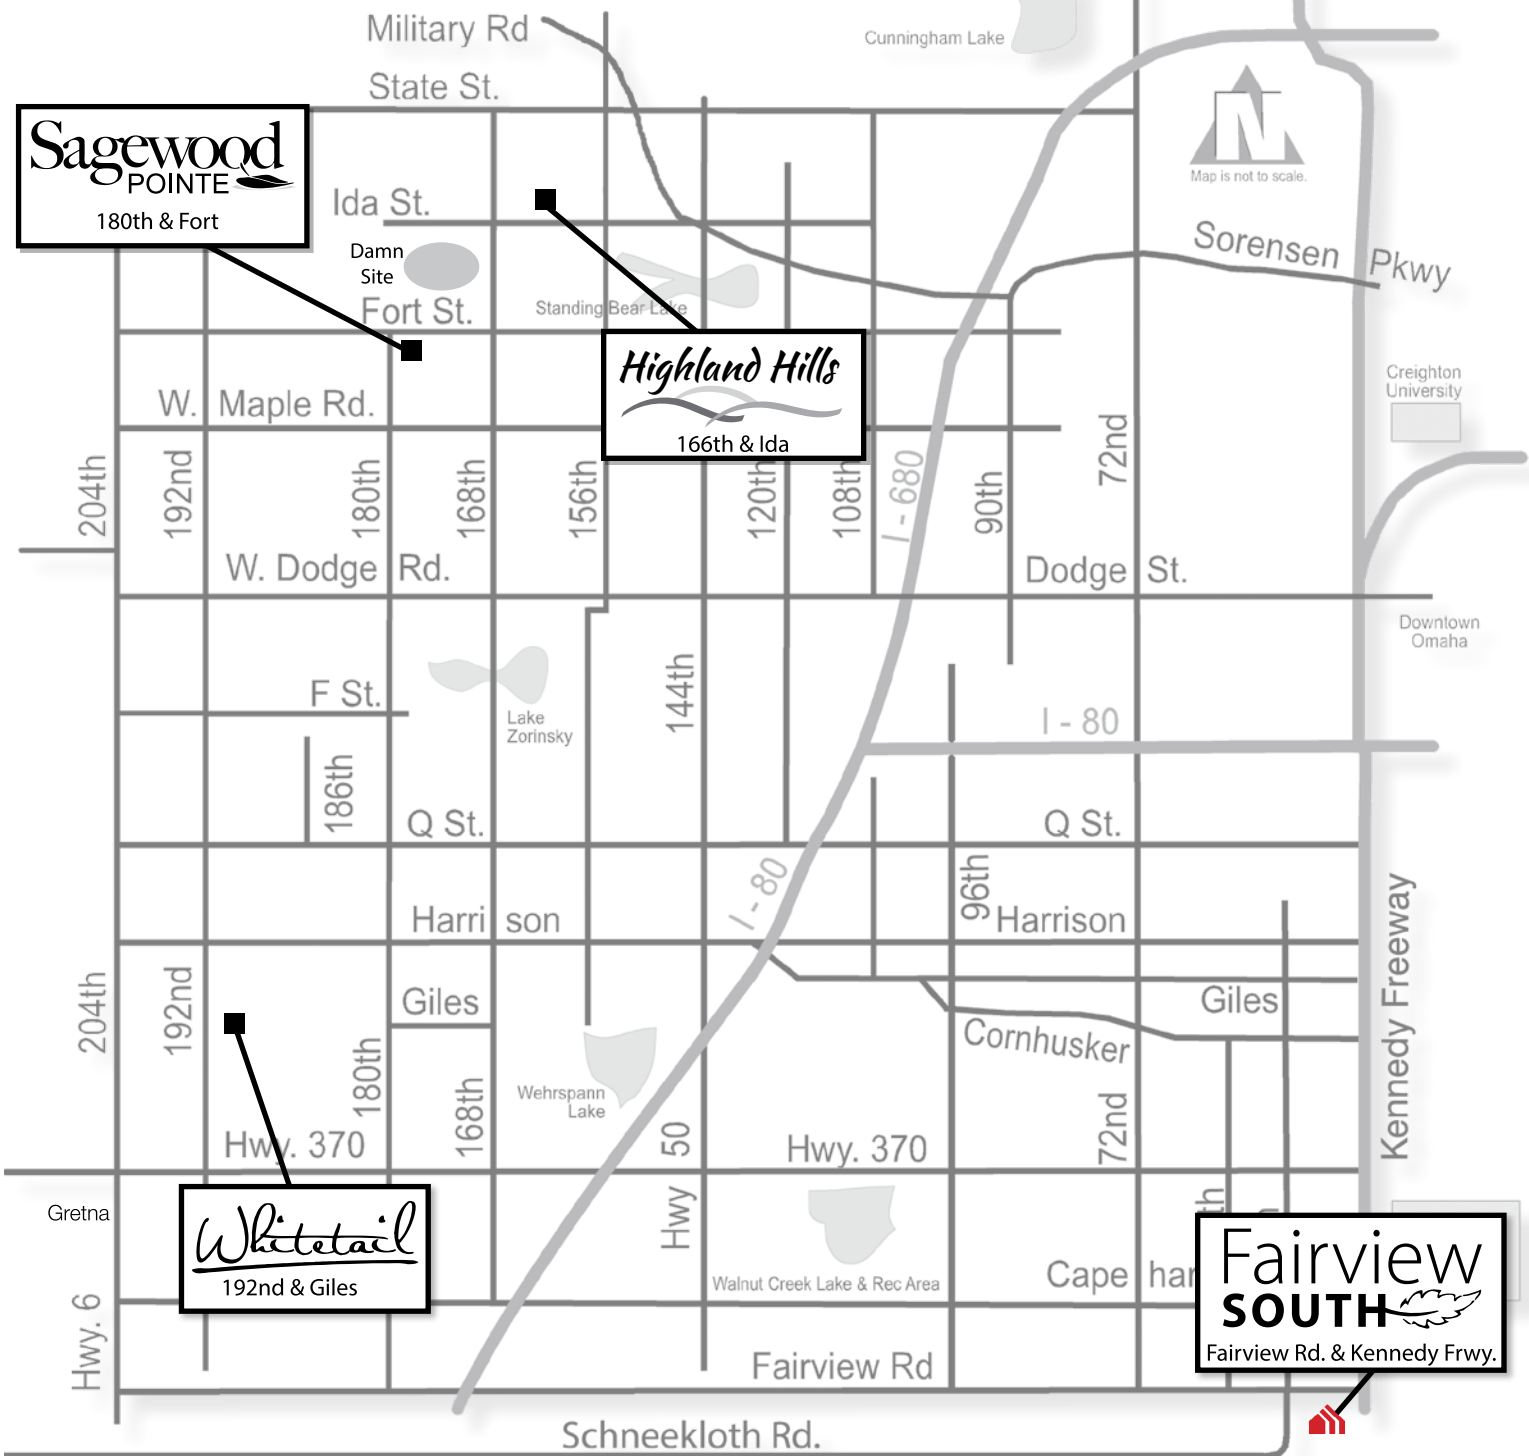 Military Rd
Cunningham Lake
State St.
N
Map is not to scale.
Sagewood
POINTE
180th & Fort
Ida St.
Damn
Site
Sorensen Pkwy
Standing Bear Lake
Fort St.
Highland Hills
166th & Ida
W. Maple Rd.
Creighton
University
204th
192nd
180th
168th
156th
120th
108th
I - 680
90th
72nd
W. Dodge Rd.
Dodge St.
Downtown
Omaha
F St.
144th
Lake
Zorinsky
I - 80
186th
Q St.
Q St.
I - 80
96th
Harrison
Harrison
Kennedy Freeway
204th
192nd
Giles
Giles
Cornhusker
180th
168th
Wehrspann
Lake
72nd
Hwy. 370
Hwy 50
Hwy. 370
Gretna
Whitetail
192nd & Giles
Walnut Creek Lake & Rec Area
Cape har
th
Fairview
SOUTH
Fairview Rd. & Kennedy Frwy.
Hwy. 6
Fairview Rd
Schneekloth Rd.